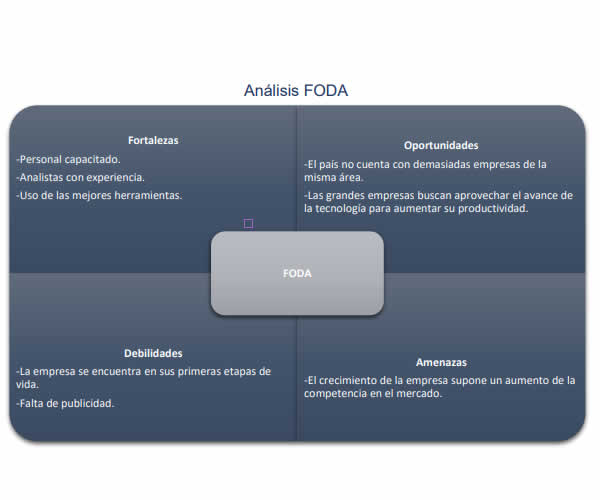 Análisis FODA
Fortalezas
-Personal capacitado.
-Analistas con experiencia.
-Uso de las mejores herramientas.
Oportunidades
-El país no cuenta con demasiadas empresas de la
misma área.
-Las grandes empresas buscan aprovechar el avance de
la tecnología para aumentar su productividad.
FODA
Debilidades
-La empresa se encuentra en sus primeras etapas de
vida.
-Falta de publicidad.
Amenazas
-El crecimiento de la empresa supone un aumento de la
competencia en el mercado.